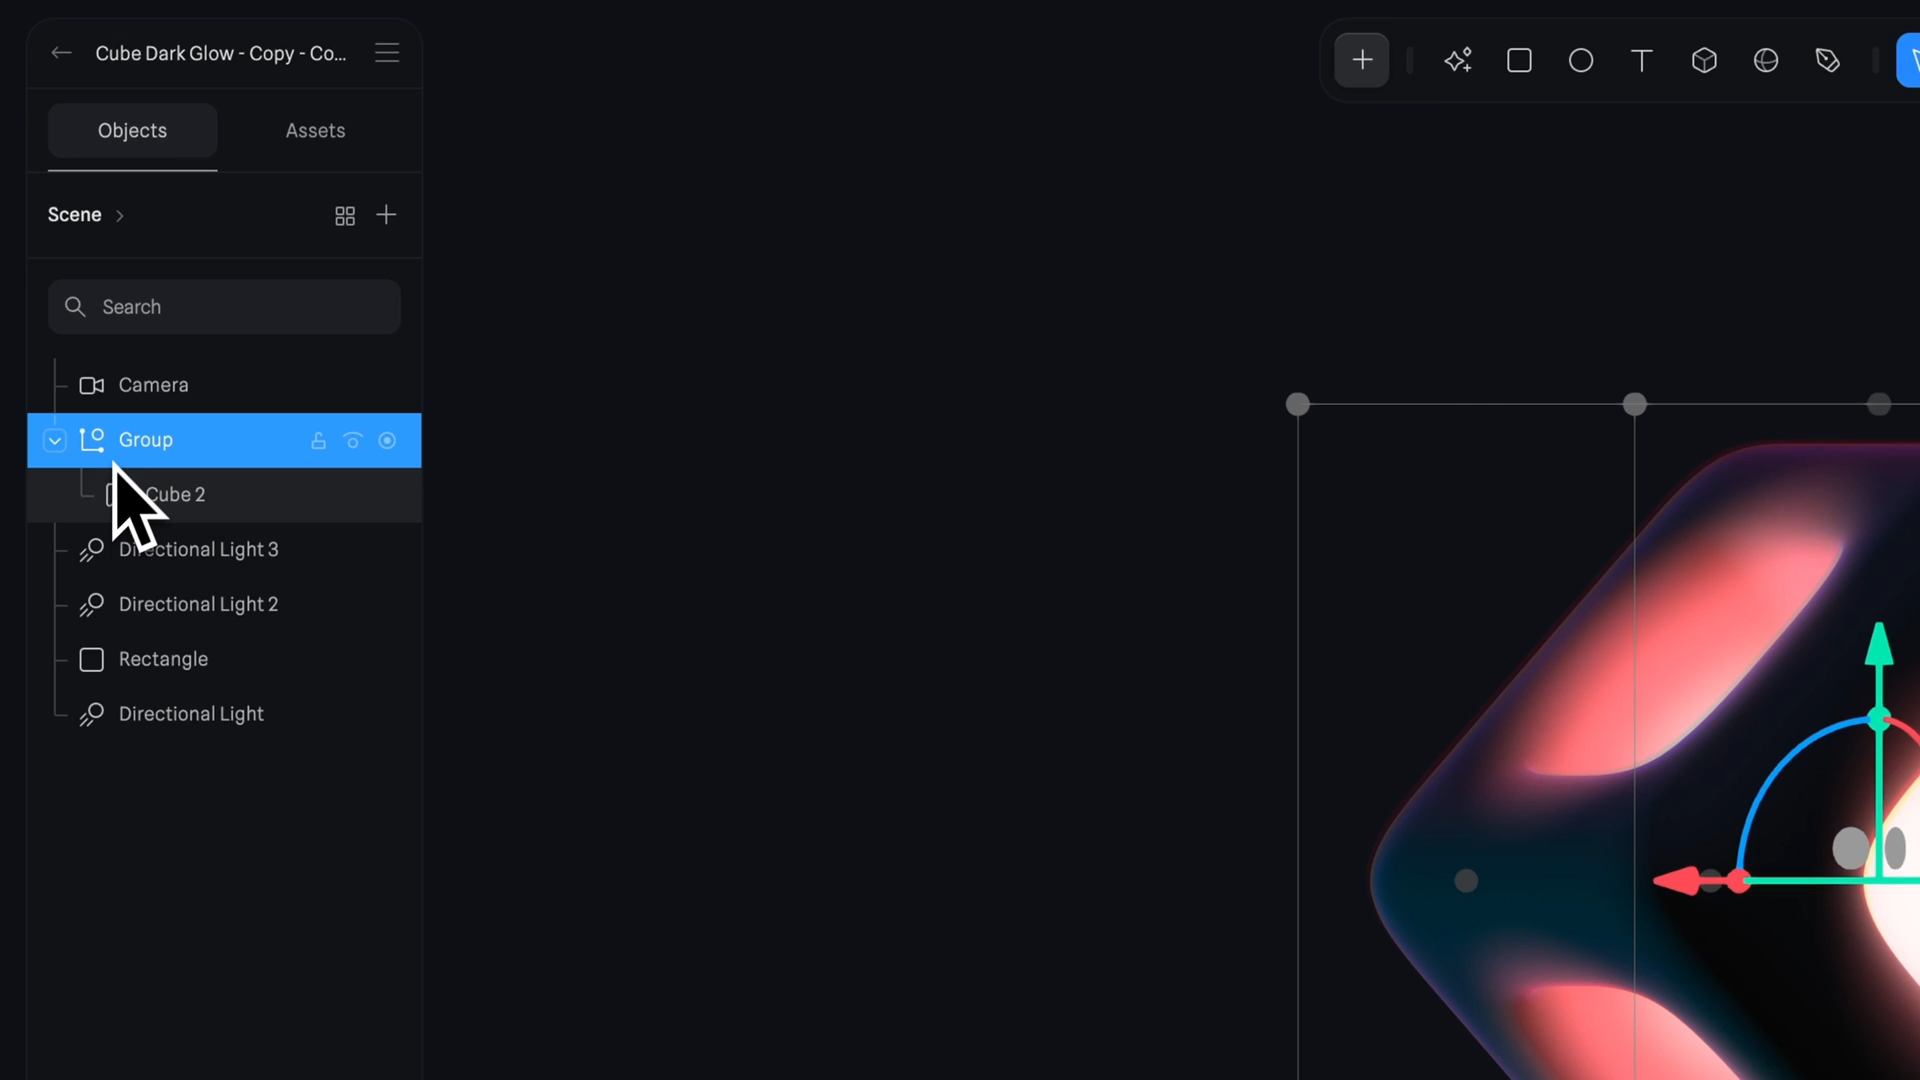 Cube Dark Glow - Copy - Co...
Objects
Assets
Scene
Search
Camera
Group
Cube 2
Directional Light 3
Directional Light 2
Rectangle
Directional Light